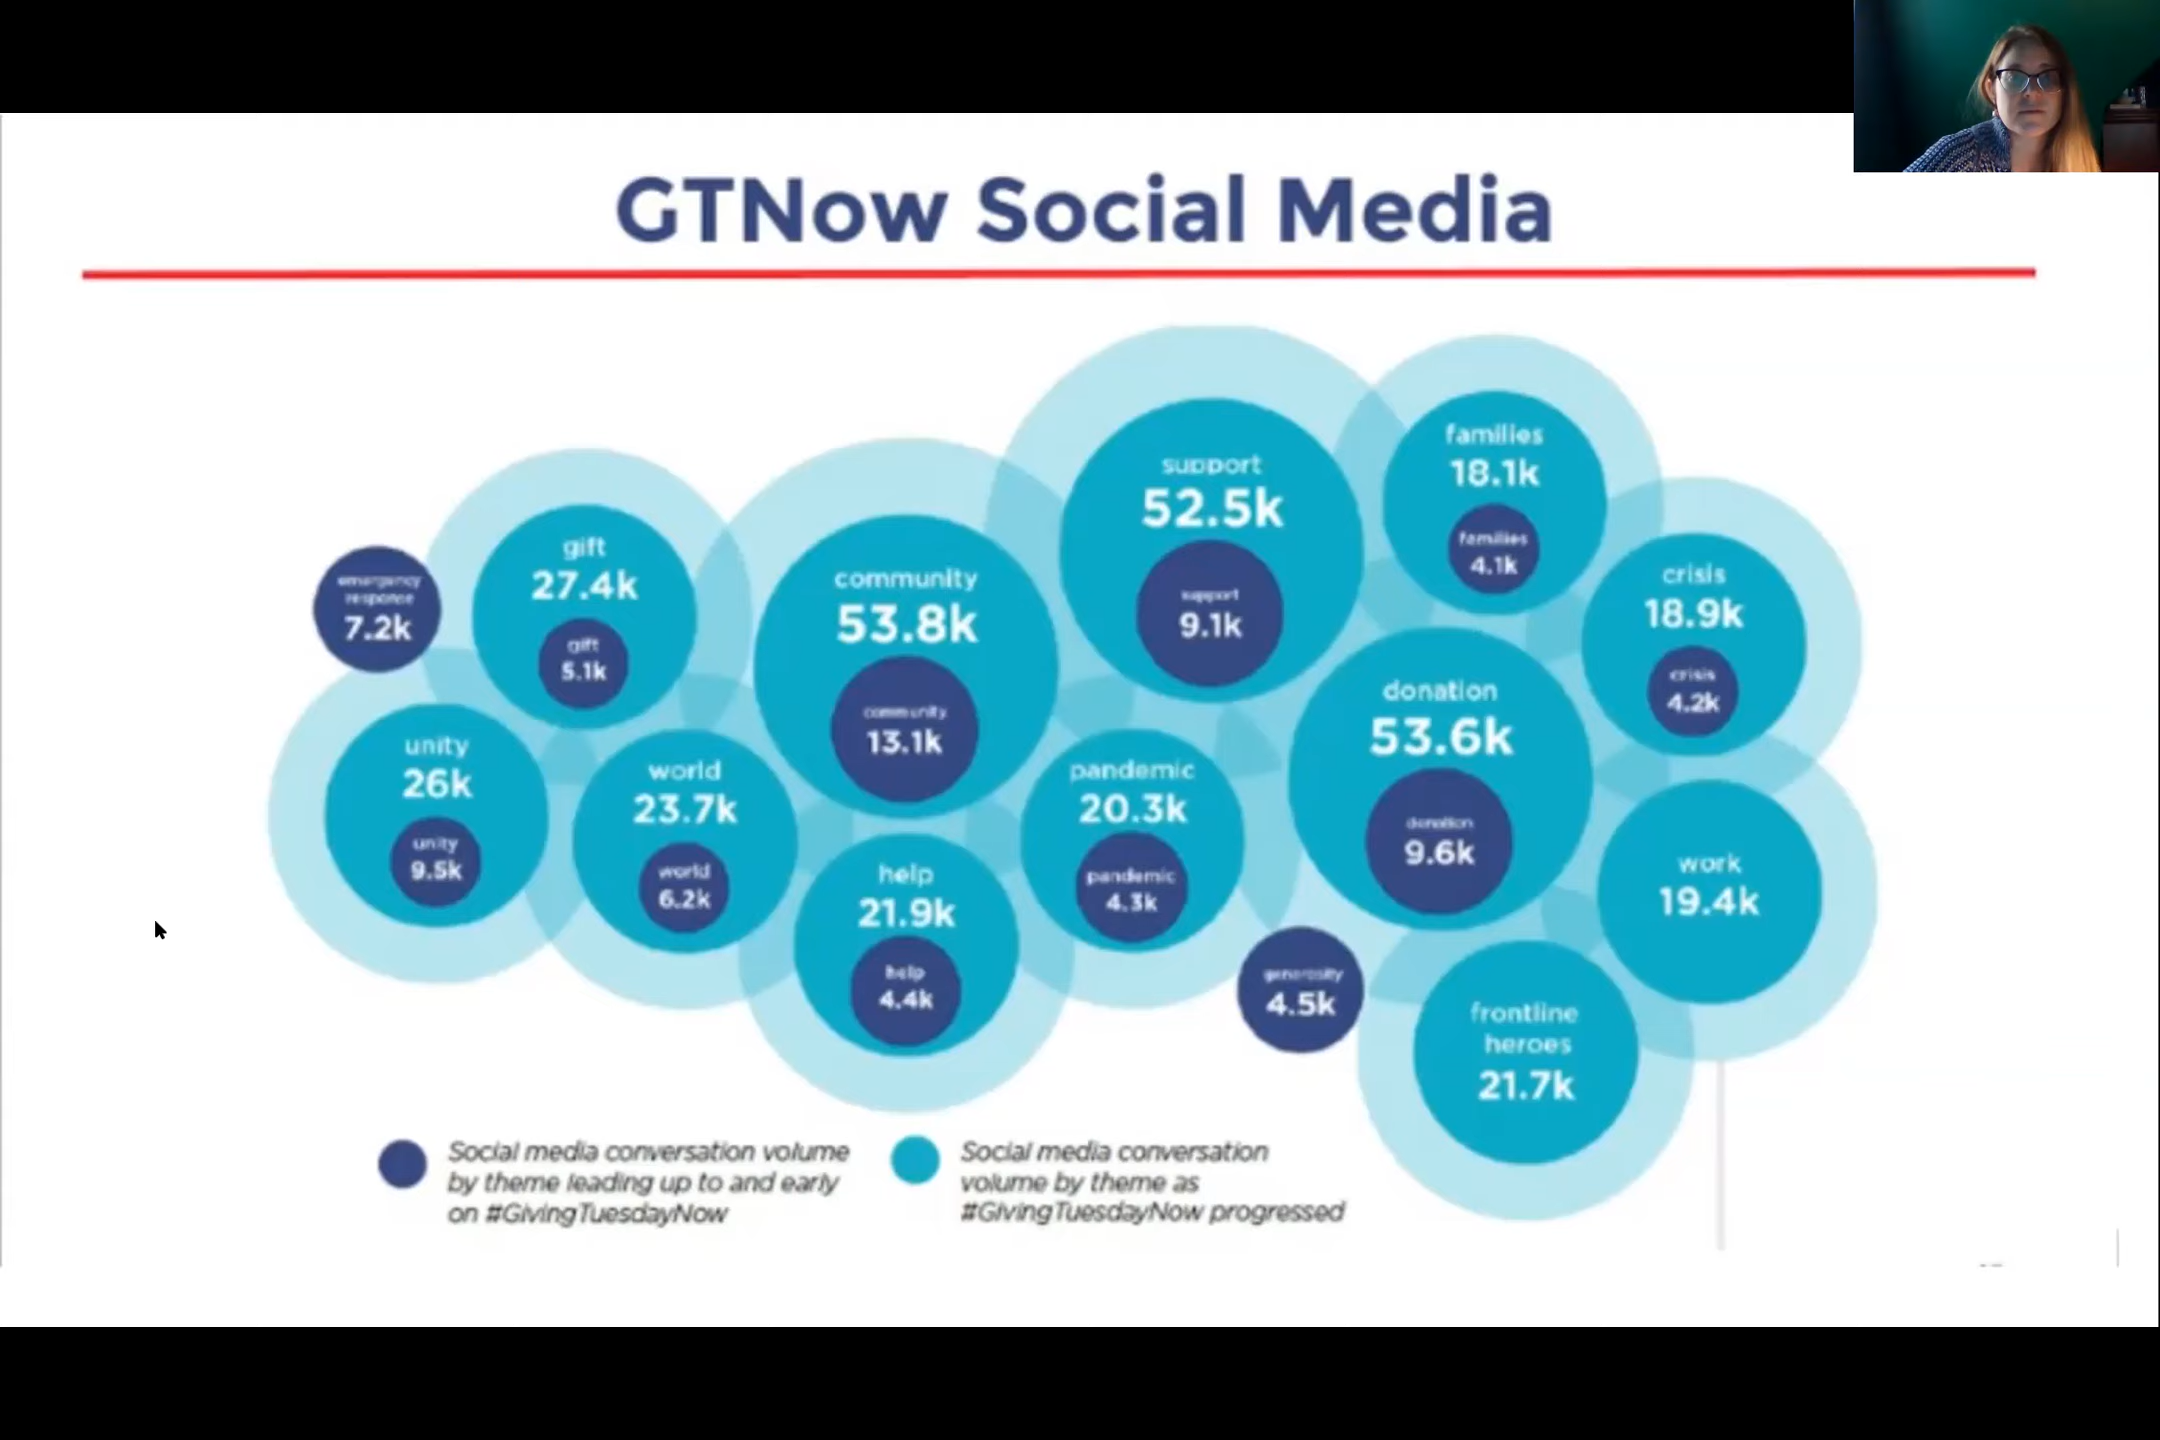 GTNow Social Media
support
52.5k
support
9.1k
families
18.1k
families
4.1k
gift
27.4k
gift
5.1k
community
53.8k
community
13.1k
crisis
18.9k
crisis
4.2k
emergency
response
7.2k
unity
26k
unity
9.5k
world
23.7k
world
6.2k
help
21.9k
help
4.4k
pandemic
20.3k
pandemic
4.3k
donation
53.6k
donation
9.6k
work
19.4k
generosity
4.5k
frontline
heroes
21.7k
Social media conversation volume
by theme leading up to and early
on #GivingTuesdayNow
Social media conversation
volume by theme as
#GivingTuesdayNow progressed